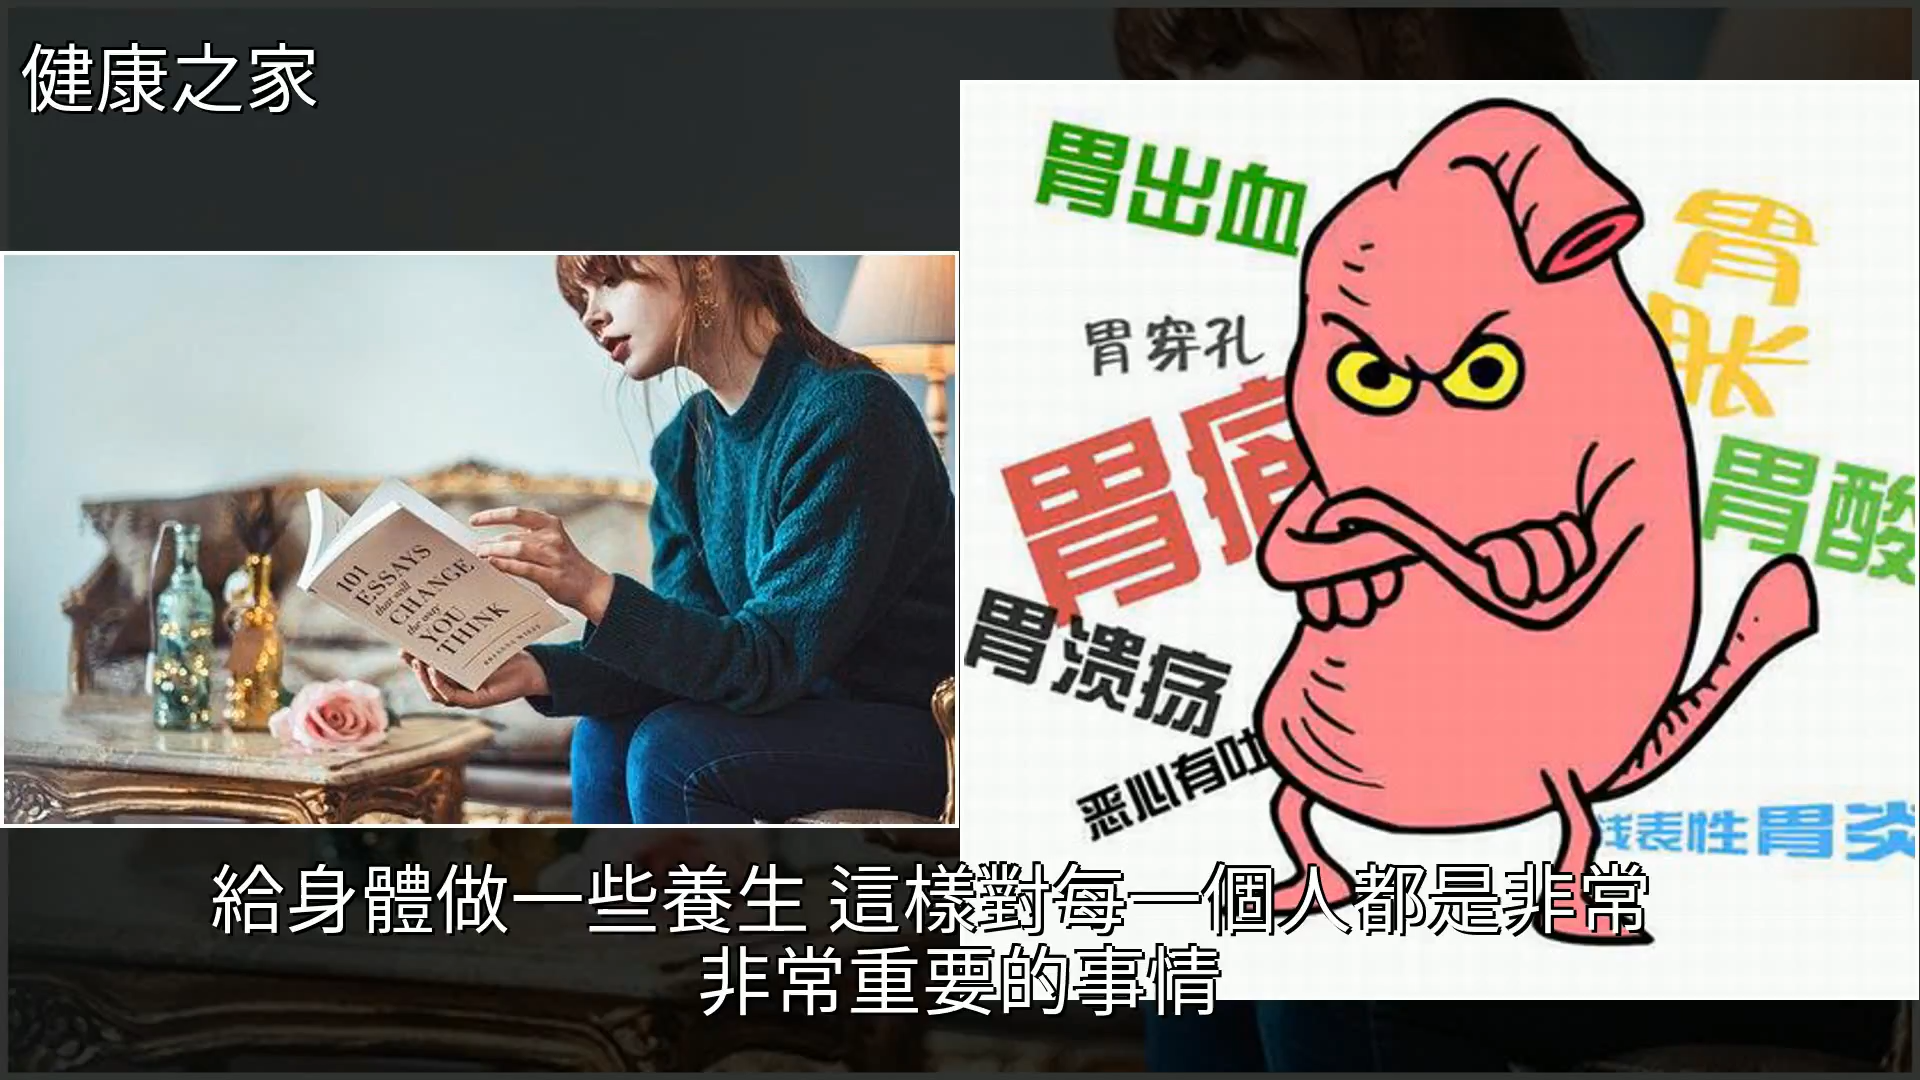 健康之家
胃出血
胃胀
胃穿孔
胃痛
胃酸
胃溃疡
恶心有吐
浅表性胃炎
101
ESSAYS
that will
CHANGE
the way
YOU
THINK
BRIANNA WIEST
給身體做一些養生 這樣對每一個人都是非常
非常重要的事情